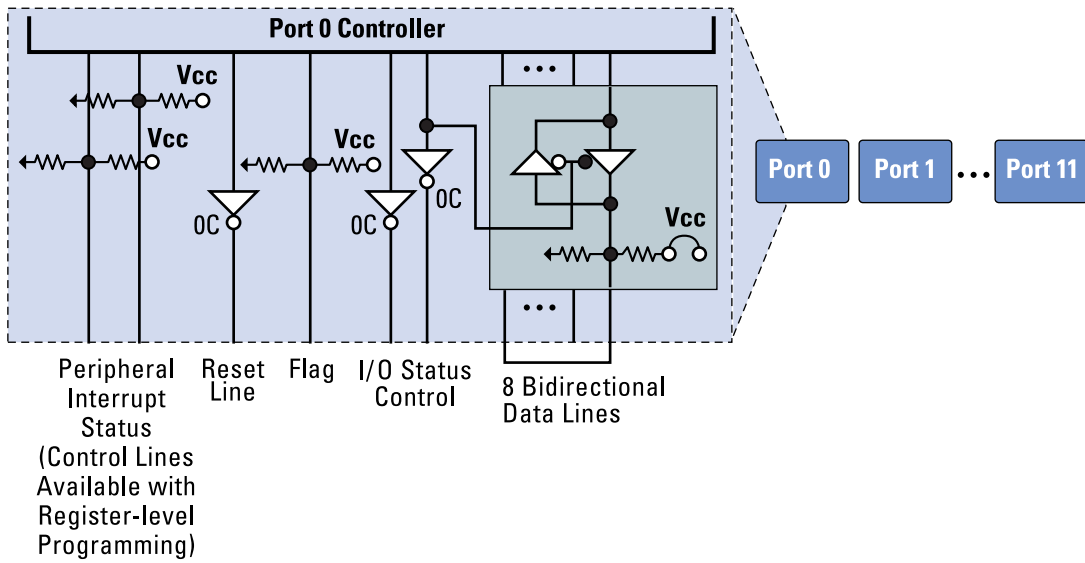 Port 0 Controller
•••
Vcc
Vcc
Vcc
OC
OC
OC
Vcc
•••
Port 0
Port 1
•••
Port 11
Peripheral
Interrupt
Status
(Control Lines
Available with
Register-level
Programming)
Reset
Line
Flag
I/O Status
Control
8 Bidirectional
Data Lines